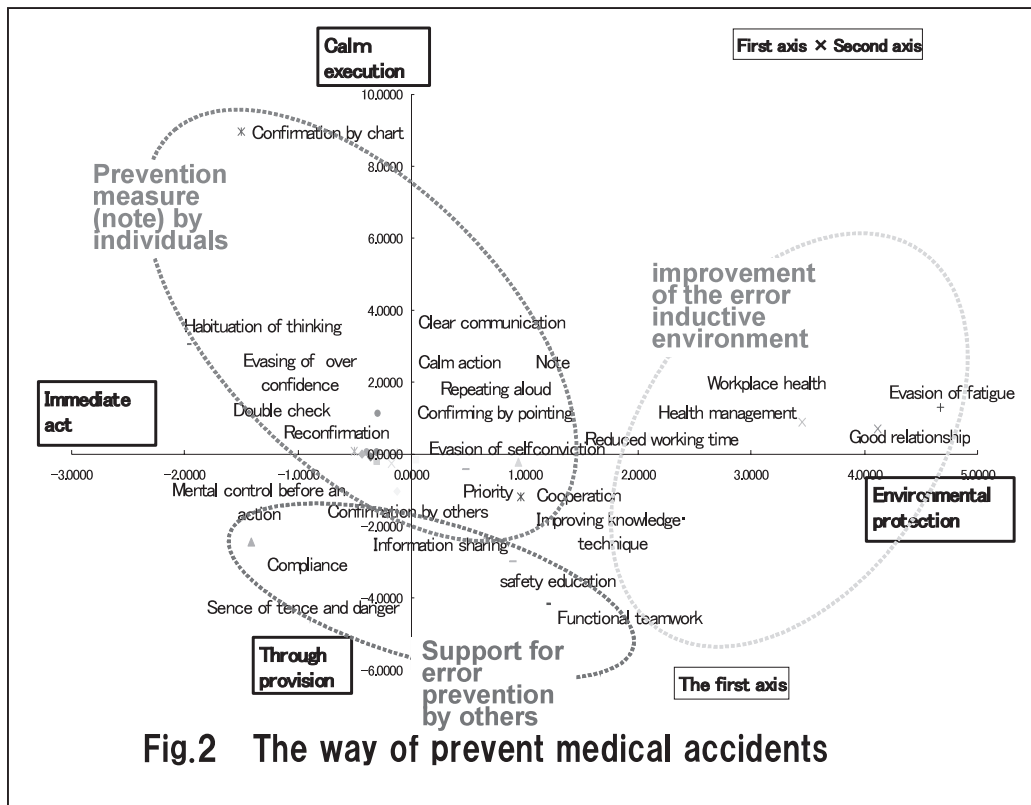 Calm
execution
First axis × Second axis
10.0000
Confirmation by chart
8.0000
Prevention
measure
(note) by
individuals
6.0000
improvement
of the error
inductive
environment
4.0000
Habituation of thinking
Clear communication
Evasing of over
confidence
Calm action
Note
2.0000
Repeating aloud
Workplace health
Evasion of fatigue
Immediate
act
Double check
Confirming by pointing
Health management
Reconfirmation
Evasion of selfconviction
Reduced working time
Good relationship
-3.0000
-2.0000
-1.0000
0.0000
0.0000
1.0000
2.0000
3.0000
4.0000
5.0000
Mental control before an
action
Confirmation by others
Priority
Cooperation
Environmental
protection
-2.0000
Improving knowledge·
technique
Information sharing
Compliance
safety education
-4.0000
Sence of tence and danger
Functional teamwork
Through
provision
-6.0000
Support for
error
prevention
by others
The first axis
Fig.2 The way of prevent medical accidents